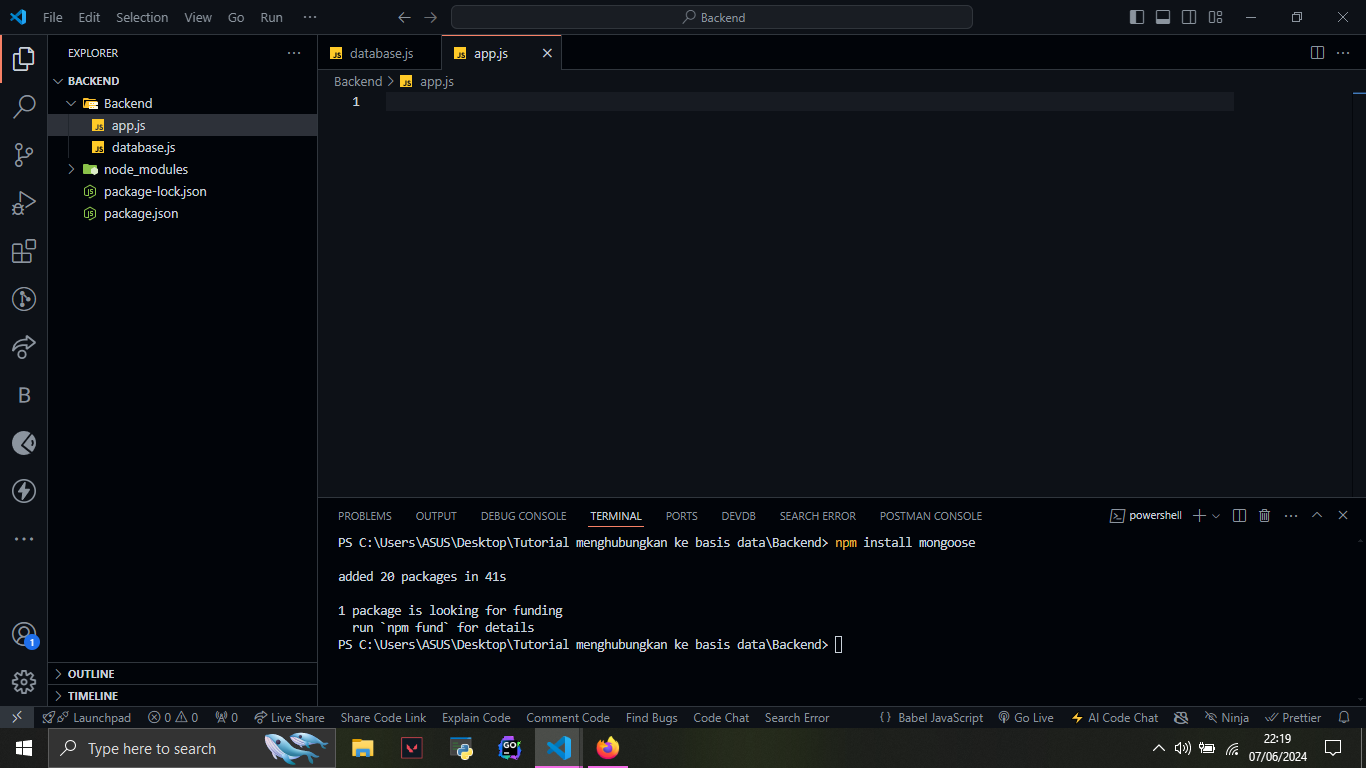 File Edit Selection View Go Run ···
Backend
EXPLORER
BACKEND
Backend
app.js
database.js
node_modules
package-lock.json
package.json
OUTLINE
TIMELINE
JS database.js
JS app.js
Backend > JS app.js
1
PROBLEMS OUTPUT DEBUG CONSOLE TERMINAL PORTS DEVDB SEARCH ERROR POSTMAN CONSOLE
powershell
PS C:\Users\ASUS\Desktop\Tutorial menghubungkan ke basis data\Backend> npm install mongoose
added 20 packages in 41s
1 package is looking for funding
run `npm fund` for details
PS C:\Users\ASUS\Desktop\Tutorial menghubungkan ke basis data\Backend>
B
1
Launchpad 0 0 0 Live Share Share Code Link Explain Code Comment Code Find Bugs Code Chat Search Error { } Babel JavaScript Go Live AI Code Chat Ninja Prettier
Type here to search
GO
22:19
07/06/2024